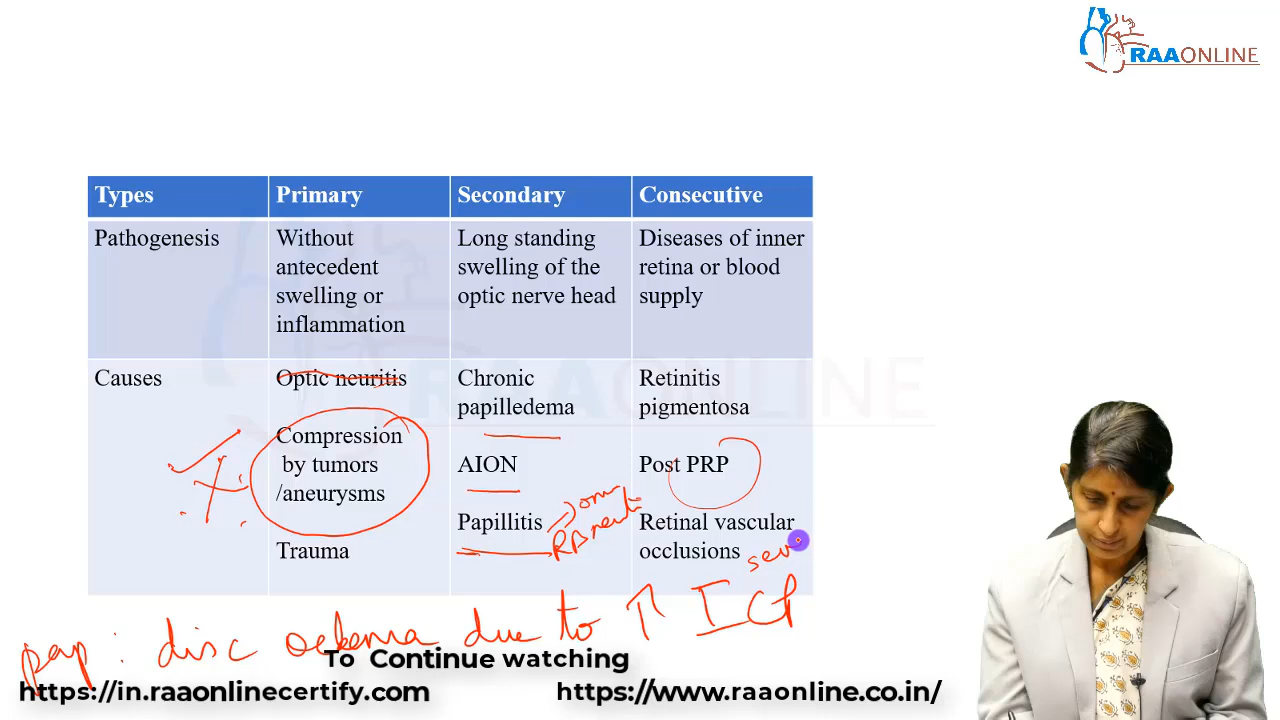 RAAONLINE
Types Primary Secondary Consecutive
Pathogenesis Without Long standing Diseases of inner
antecedent swelling of the retina or blood
swelling or optic nerve head supply
inflammation
Causes Optic neuritis Chronic Retinitis
papilledema pigmentosa
Compression
by tumors AION Post PRP
/aneurysms
Papillitis Retinal vascular
Trauma occlusions
pap : disc oedema due to ↑ ICP
To Continue watching
https://in.raaonlinecertify.com https://www.raaonline.co.in/